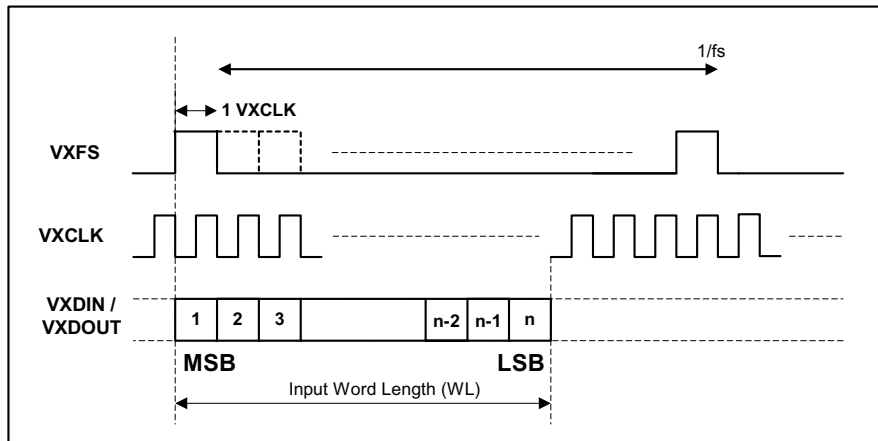 1/fs
1 VXCLK
VXFS
VXCLK
VXDIN /
VXDOUT
1 2 3 n-2 n-1 n
MSB LSB
Input Word Length (WL)